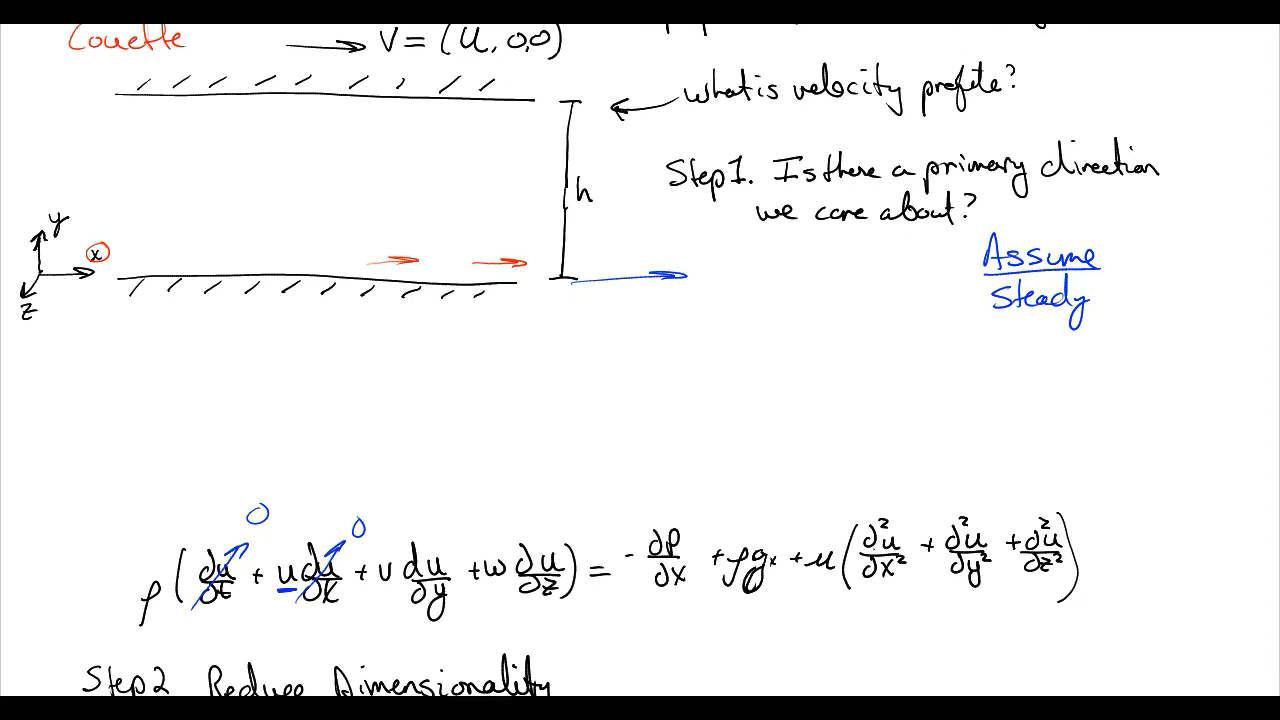 Couette
V = (U, 0,0)
What is velocity profile?
h
Step 1. Is there a primary direction
we care about?
y
x
z
Assume
Steady
0 0
ρ ( ∂u/∂t + u ∂u/∂x + v ∂u/∂y + w ∂u/∂z ) = - ∂P/∂x + ρgx + μ ( ∂²u/∂x² + ∂²u/∂y² + ∂²u/∂z² )
Step 2 Reduce Dimensionality